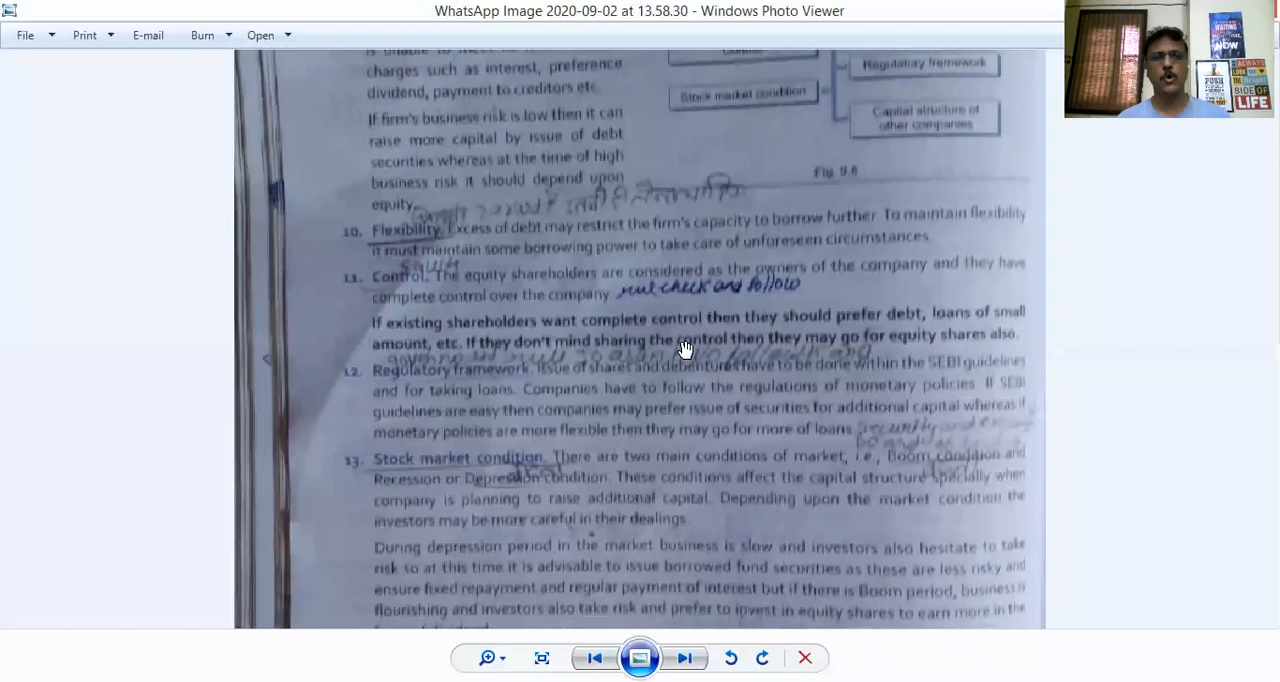 WhatsApp Image 2020-09-02 at 13.58.30 - Windows Photo Viewer
File Print E-mail Burn Open
WAITING
NOW
PUSH
ALWAYS
LOOK ON
THE Bright
SIDE OF
LIFE
charges such as interest, preference
dividend, payment to creditors etc.
If firm's business risk is low then it can
raise more capital by issue of debt
securities whereas at the time of high
business risk it should depend upon
equity.
Stock market condition
Regulatory framework
Capital structure of
other companies
Fig. 9.6
10. Flexibility. Excess of debt may restrict the firm's capacity to borrow further. To maintain flexibility
it must maintain some borrowing power to take care of unforeseen circumstances.
equity
11. Control. The equity shareholders are considered as the owners of the company and they have
complete control over the company. check and follow
If existing shareholders want complete control then they should prefer debt, loans of small
amount, etc. If they don't mind sharing the control then they may go for equity shares also.
12. Regulatory framework. Issue of shares and debentures have to be done within the SEBI guidelines
and for taking loans. Companies have to follow the regulations of monetary policies. If SEBI
guidelines are easy then companies may prefer issue of securities for additional capital whereas if
monetary policies are more flexible then they may go for more of loans.
13. Stock market condition. There are two main conditions of market, i.e., Boom condition and
Recession or Depression condition. These conditions affect the capital structure specially when
company is planning to raise additional capital. Depending upon the market condition the
investors may be more careful in their dealings.
During depression period in the market business is slow and investors also hesitate to take
risk so at this time it is advisable to issue borrowed fund securities as these are less risky and
ensure fixed repayment and regular payment of interest but if there is Boom period, business is
flourishing and investors also take risk and prefer to invest in equity shares to earn more in the